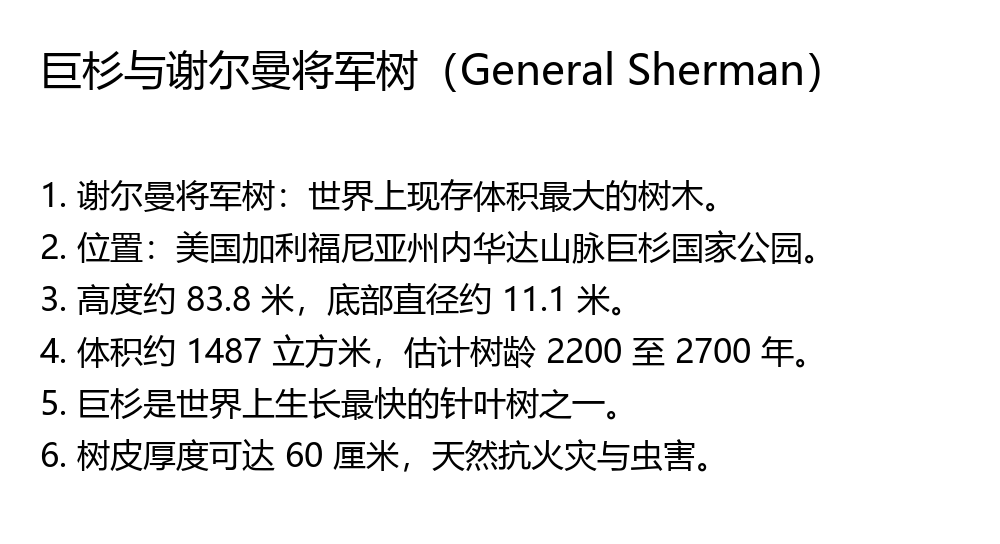 巨杉与谢尔曼将军树（General Sherman）
1. 谢尔曼将军树：世界上现存体积最大的树木。
2. 位置：美国加利福尼亚州内华达山脉巨杉国家公园。
3. 高度约 83.8 米，底部直径约 11.1 米。
4. 体积约 1487 立方米，估计树龄 2200 至 2700 年。
5. 巨杉是世界上生长最快的针叶树之一。
6. 树皮厚度可达 60 厘米，天然抗火灾与虫害。